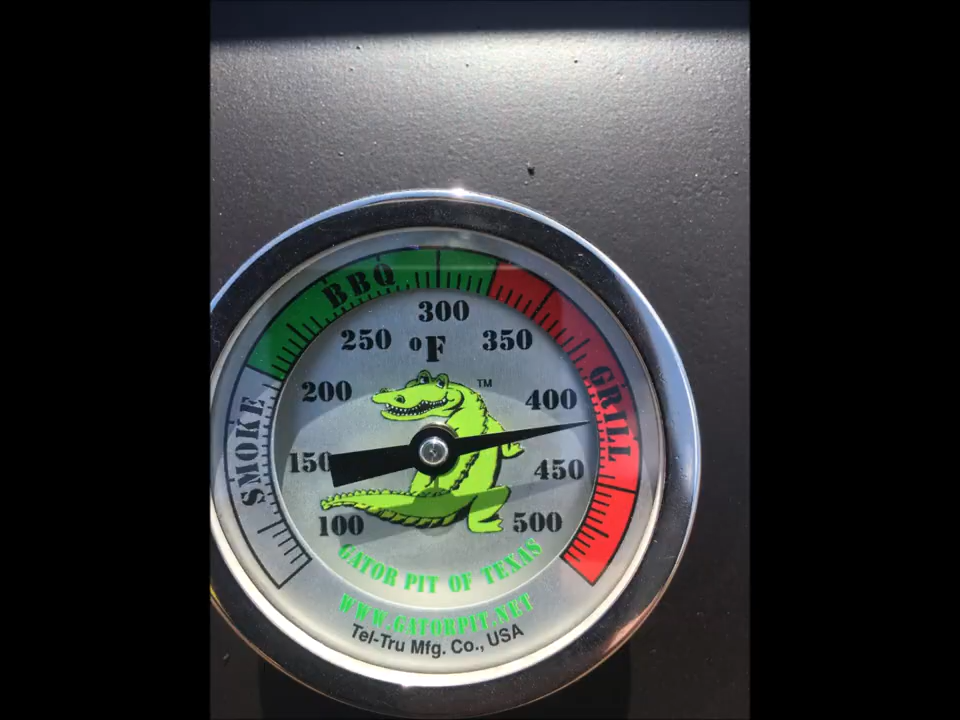 BBQ
300
250 °F 350
200 ™ 400
SMOKE GRILL
150 450
100 500
GATOR PIT OF TEXAS
WWW.GATORPIT.NET
Tel-Tru Mfg. Co., USA